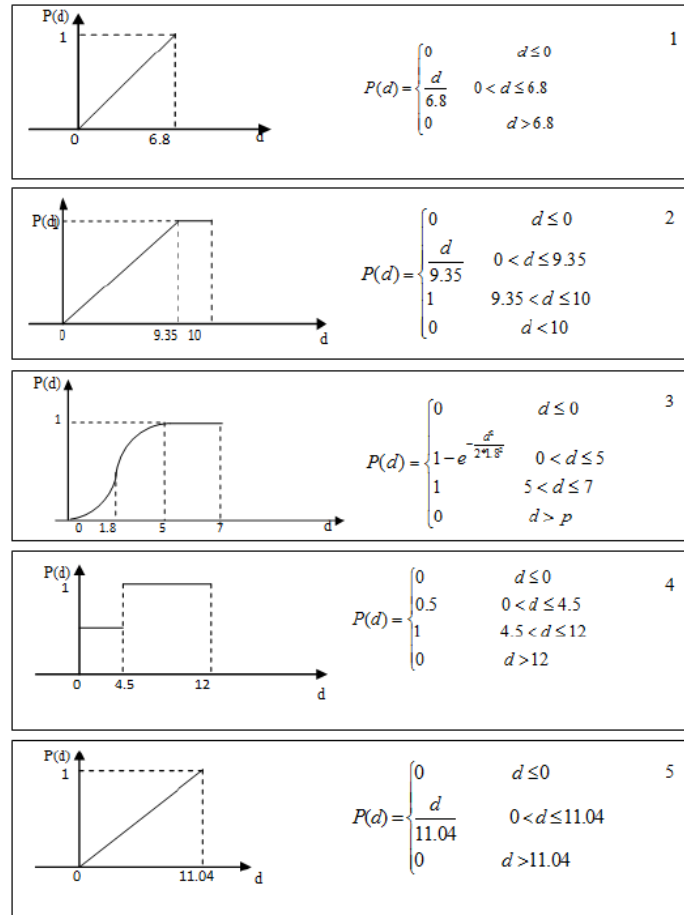 P(d)
1
0 6.8 d
P(d) = { 0 d ≤ 0
d/6.8 0 < d ≤ 6.8
0 d > 6.8
1
P(d)
1
0 9.35 10 d
P(d) = { 0 d ≤ 0
d/9.35 0 < d ≤ 9.35
1 9.35 < d ≤ 10
0 d < 10
2
P(d)
1
0 1.8 5 7 d
P(d) = { 0 d ≤ 0
1 − e^(−d²/2*1.8²) 0 < d ≤ 5
1 5 < d ≤ 7
0 d > p
3
P(d)
1
0 4.5 12 d
P(d) = { 0 d ≤ 0
0.5 0 < d ≤ 4.5
1 4.5 < d ≤ 12
0 d > 12
4
P(d)
1
0 11.04 d
P(d) = { 0 d ≤ 0
d/11.04 0 < d ≤ 11.04
0 d > 11.04
5